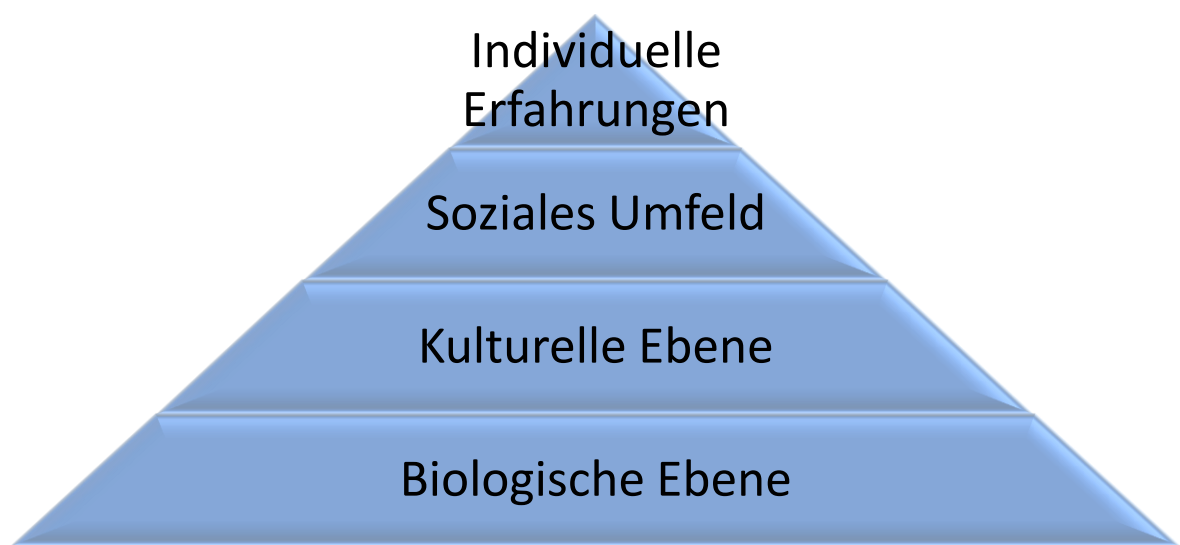 Individuelle
Erfahrungen
Soziales Umfeld
Kulturelle Ebene
Biologische Ebene